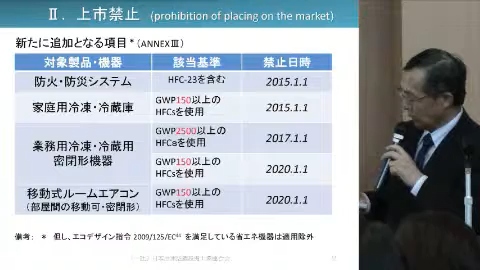 Ⅱ．上市禁止 (prohibition of placing on the market)
新たに追加となる項目*（ANNEXⅢ）
対象製品・機器 該当基準 禁止日時
防火・防災システム HFC-23を含む 2015.1.1
家庭用冷凍・冷蔵庫 GWP150以上の
HFCsを使用 2015.1.1
業務用冷凍・冷蔵用
密閉形機器 GWP2500以上の
HFCaを使用 2017.1.1
GWP150以上の
HFCsを使用 2020.1.1
移動式ルームエアコン
（部屋間の移動可・密閉形） GWP150以上の
HFCsを使用 2020.1.1
備考： * 但し、エコデザイン指令 2009/125/EC を満足している省エネ機器は適用除外